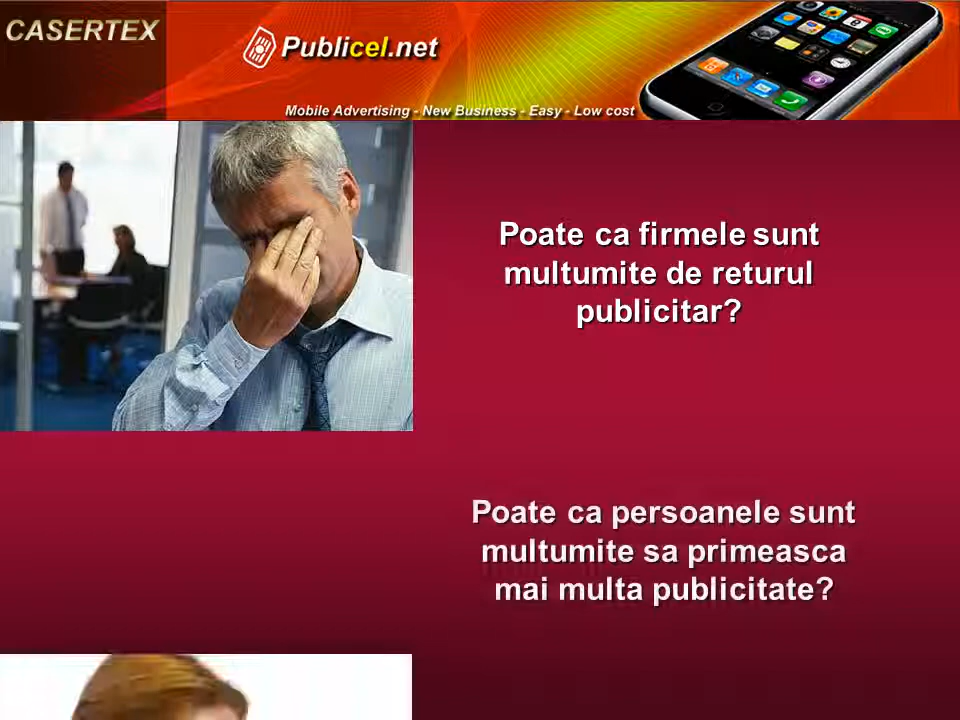 CASERTEX
Publicel.net
Mobile Advertising - New Business - Easy - Low cost
Poate ca firmele sunt
multumite de returul
publicitar?
Poate ca persoanele sunt
multumite sa primeasca
mai multa publicitate?